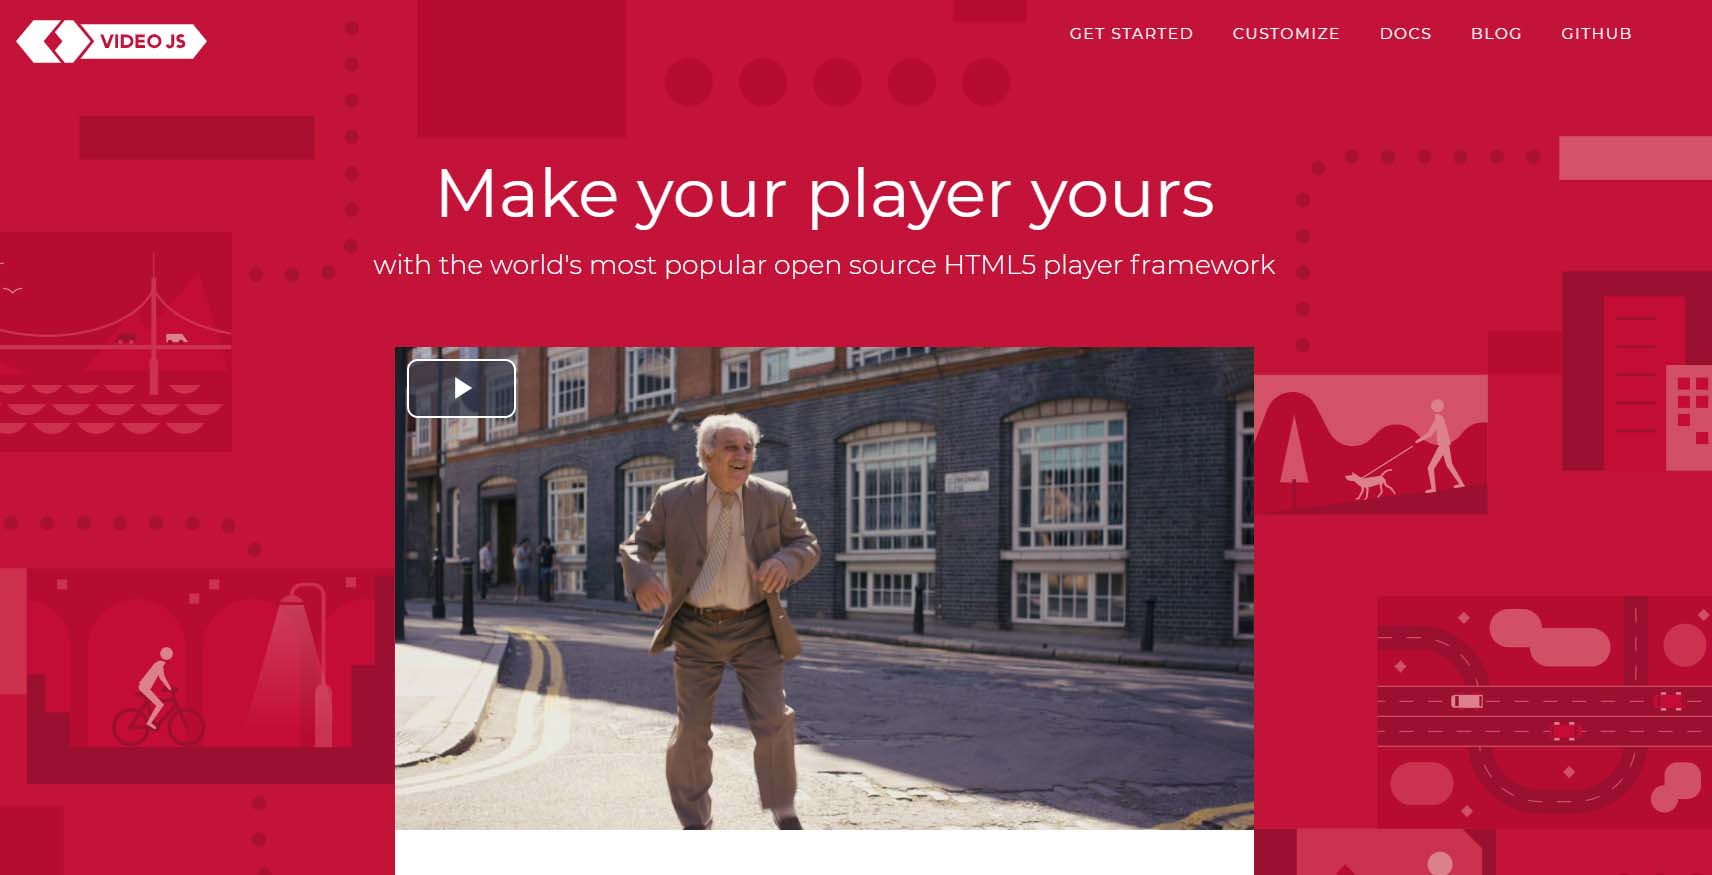 VIDEO JS
GET STARTED CUSTOMIZE DOCS BLOG GITHUB
Make your player yours
with the world's most popular open source HTML5 player framework